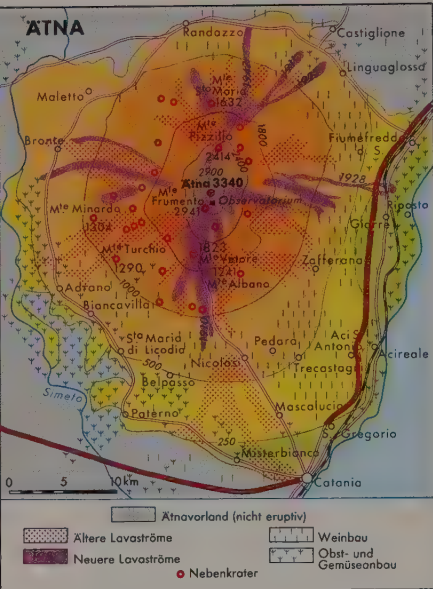 ÄTNA
Randazzo
Castiglione
Linguaglossa
Mte
Sta Maria
1632
Maletto
Mte
Pizzillo
2414
1800
Bronte
Fiumefreddo
S.
2900
Ätna 3340
1928
Mte
Frumento
2941
Observatorium
Riposto
Mte Minardo
1304
Giarre
1823
Mte Turchio
1290
Mte Vetore
1241
Mte Albano
Zafferana
1000
Adrano
Biancavilla
Sta Maria
di Licodia
500
Nicolosi
Pedara
Aci
Antonio
Acireale
Trecastagni
Belpasso
Simeto
Paterno
Mascalucia
S. Gregorio
250
Misterbianco
Catania
0 5 10km
Ätnavorland (nicht eruptiv)
Ältere Lavaströme
Weinbau
Neuere Lavaströme
Obst- und
Gemüseanbau
Nebenkrater